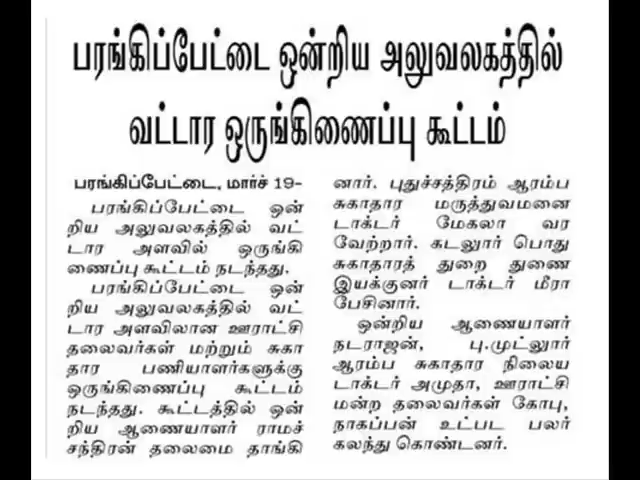 பரங்கிப்பேட்டை ஒன்றிய அலுவலகத்தில்
வட்டார ஒருங்கிணைப்பு கூட்டம்
பரங்கிப்பேட்டை, மார்ச் 19-
பரங்கிப்பேட்டை ஒன்
றிய அலுவலகத்தில் வட்
டார அளவில் ஒருங்கி
ணைப்பு கூட்டம் நடந்தது.
பரங்கிப்பேட்டை ஒன்
றிய அலுவலகத்தில் வட்
டார அளவிலான ஊராட்சி
தலைவர்கள் மற்றும் சுகா
தார பணியாளர்களுக்கு
ஒருங்கிணைப்பு கூட்டம்
நடந்தது. கூட்டத்தில் ஒன்
றிய ஆணையாளர் ராமச்
சந்திரன் தலைமை தாங்கி
னார். புதுச்சத்திரம் ஆரம்ப
சுகாதார மருத்துவமனை
டாக்டர் மேகலா வர
வேற்றார். கடலூர் பொது
சுகாதாரத் துறை துணை
இயக்குனர் டாக்டர் மீரா
பேசினார்.
ஒன்றிய ஆணையாளர்
நடராஜன், பு.முட்லூர்
ஆரம்ப சுகாதார நிலைய
டாக்டர் அமுதா, ஊராட்சி
மன்ற தலைவர்கள் கோபு,
நாகப்பன் உட்பட பலர்
கலந்து கொண்டனர்.